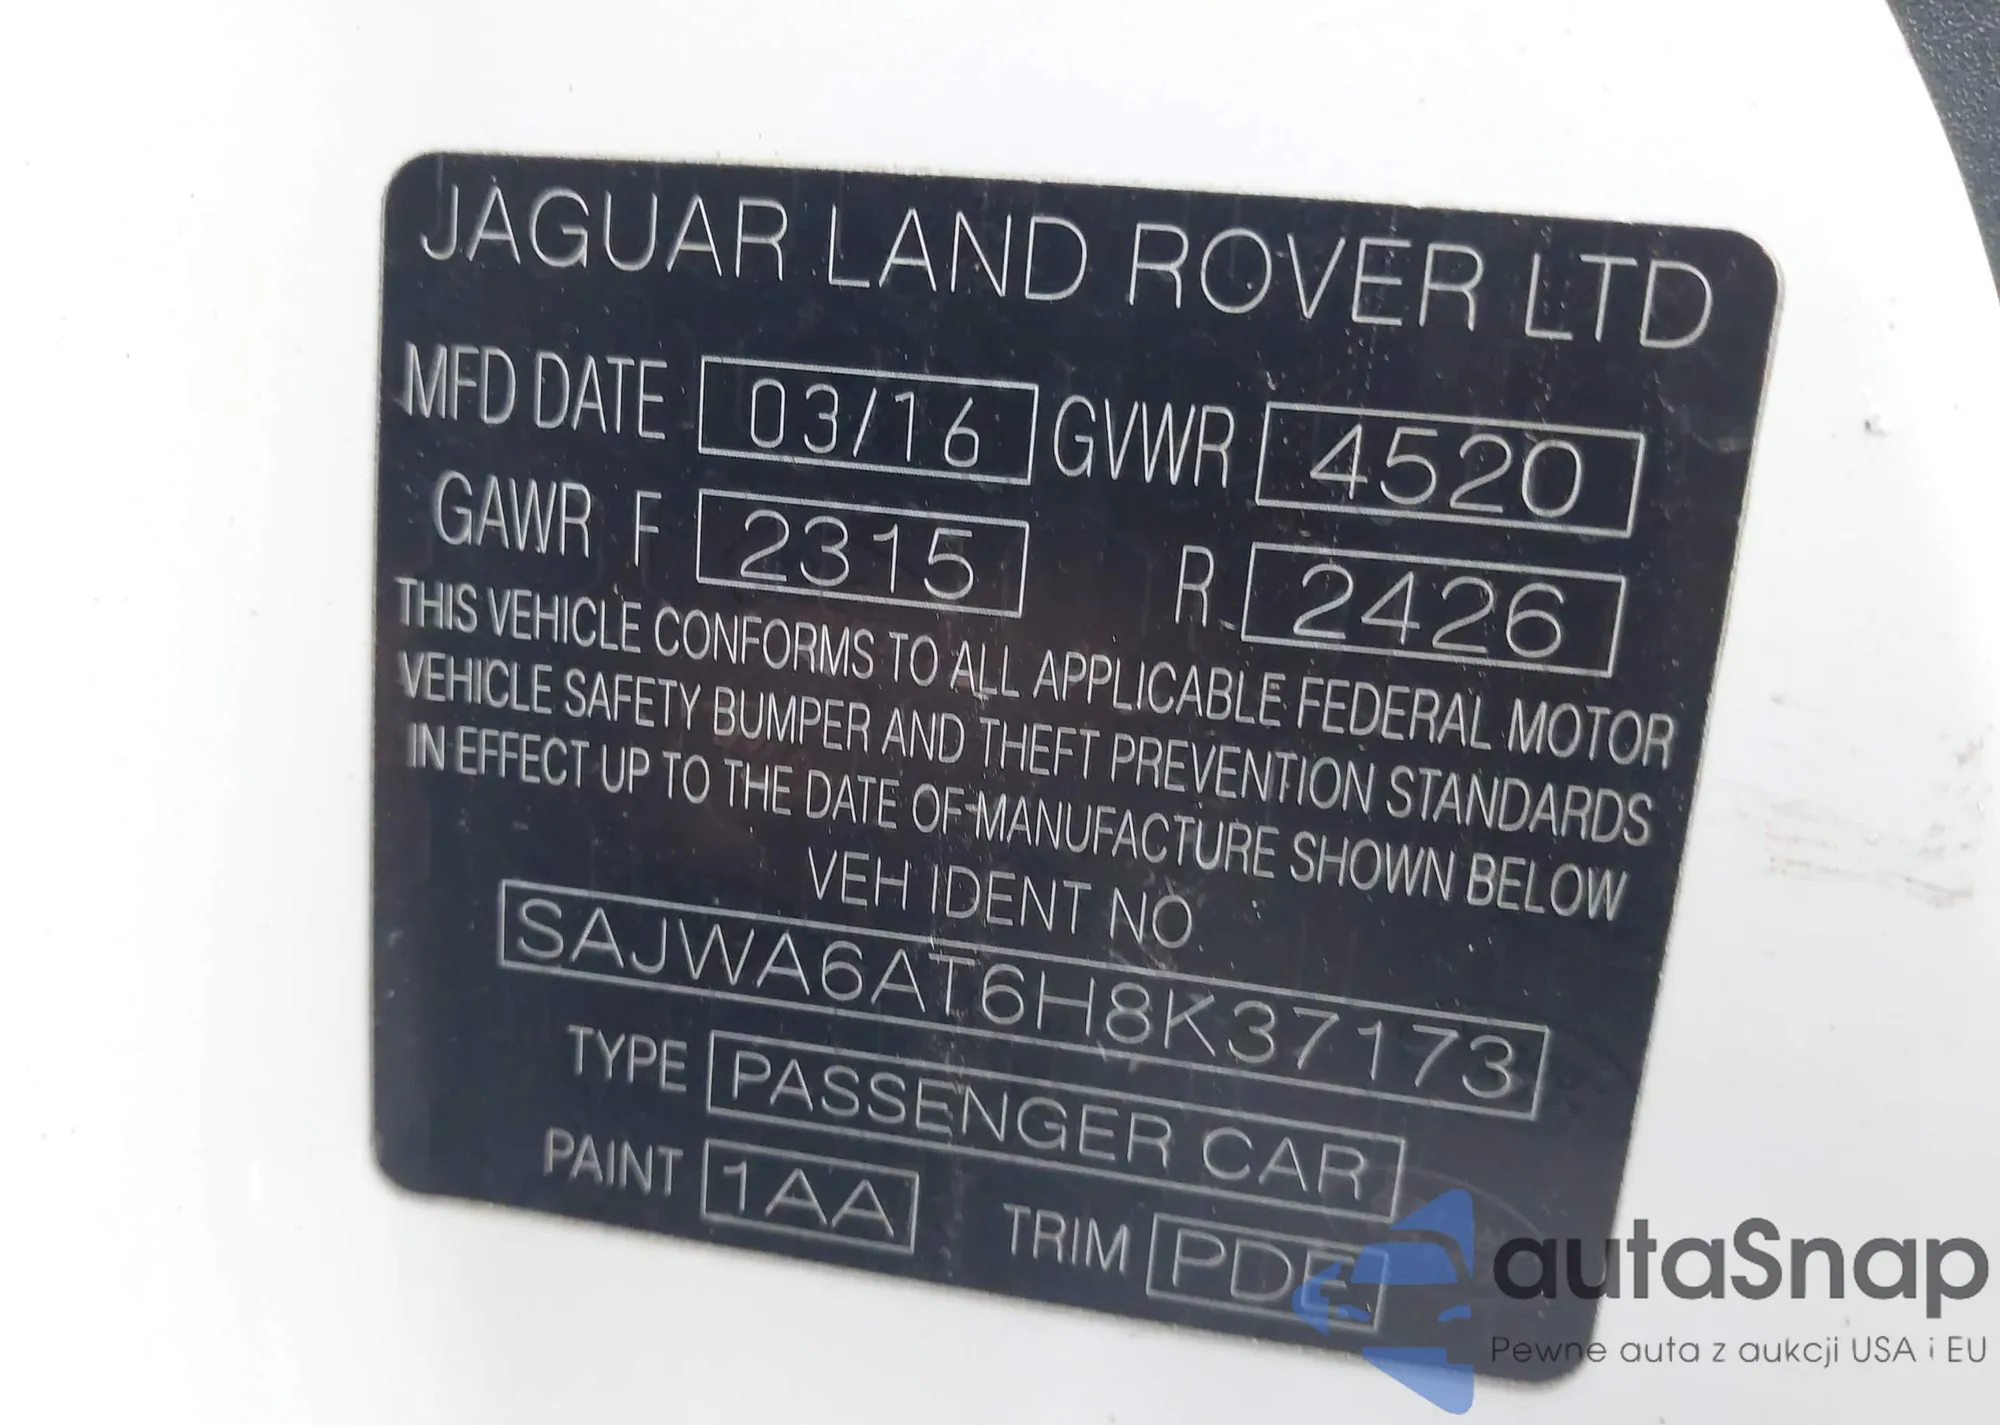 JAGUAR LAND ROVER LTD
MFD DATE 03/16 GVWR 4520
GAWR F 2315 R 2426
THIS VEHICLE CONFORMS TO ALL APPLICABLE FEDERAL MOTOR
VEHICLE SAFETY BUMPER AND THEFT PREVENTION STANDARDS
IN EFFECT UP TO THE DATE OF MANUFACTURE SHOWN BELOW
VEH IDENT NO
SAJWA6AT6H8K37173
TYPE PASSENGER CAR
PAINT 1AA TRIM PDE
autaSnap
Pewne auta z aukcji USA i EU